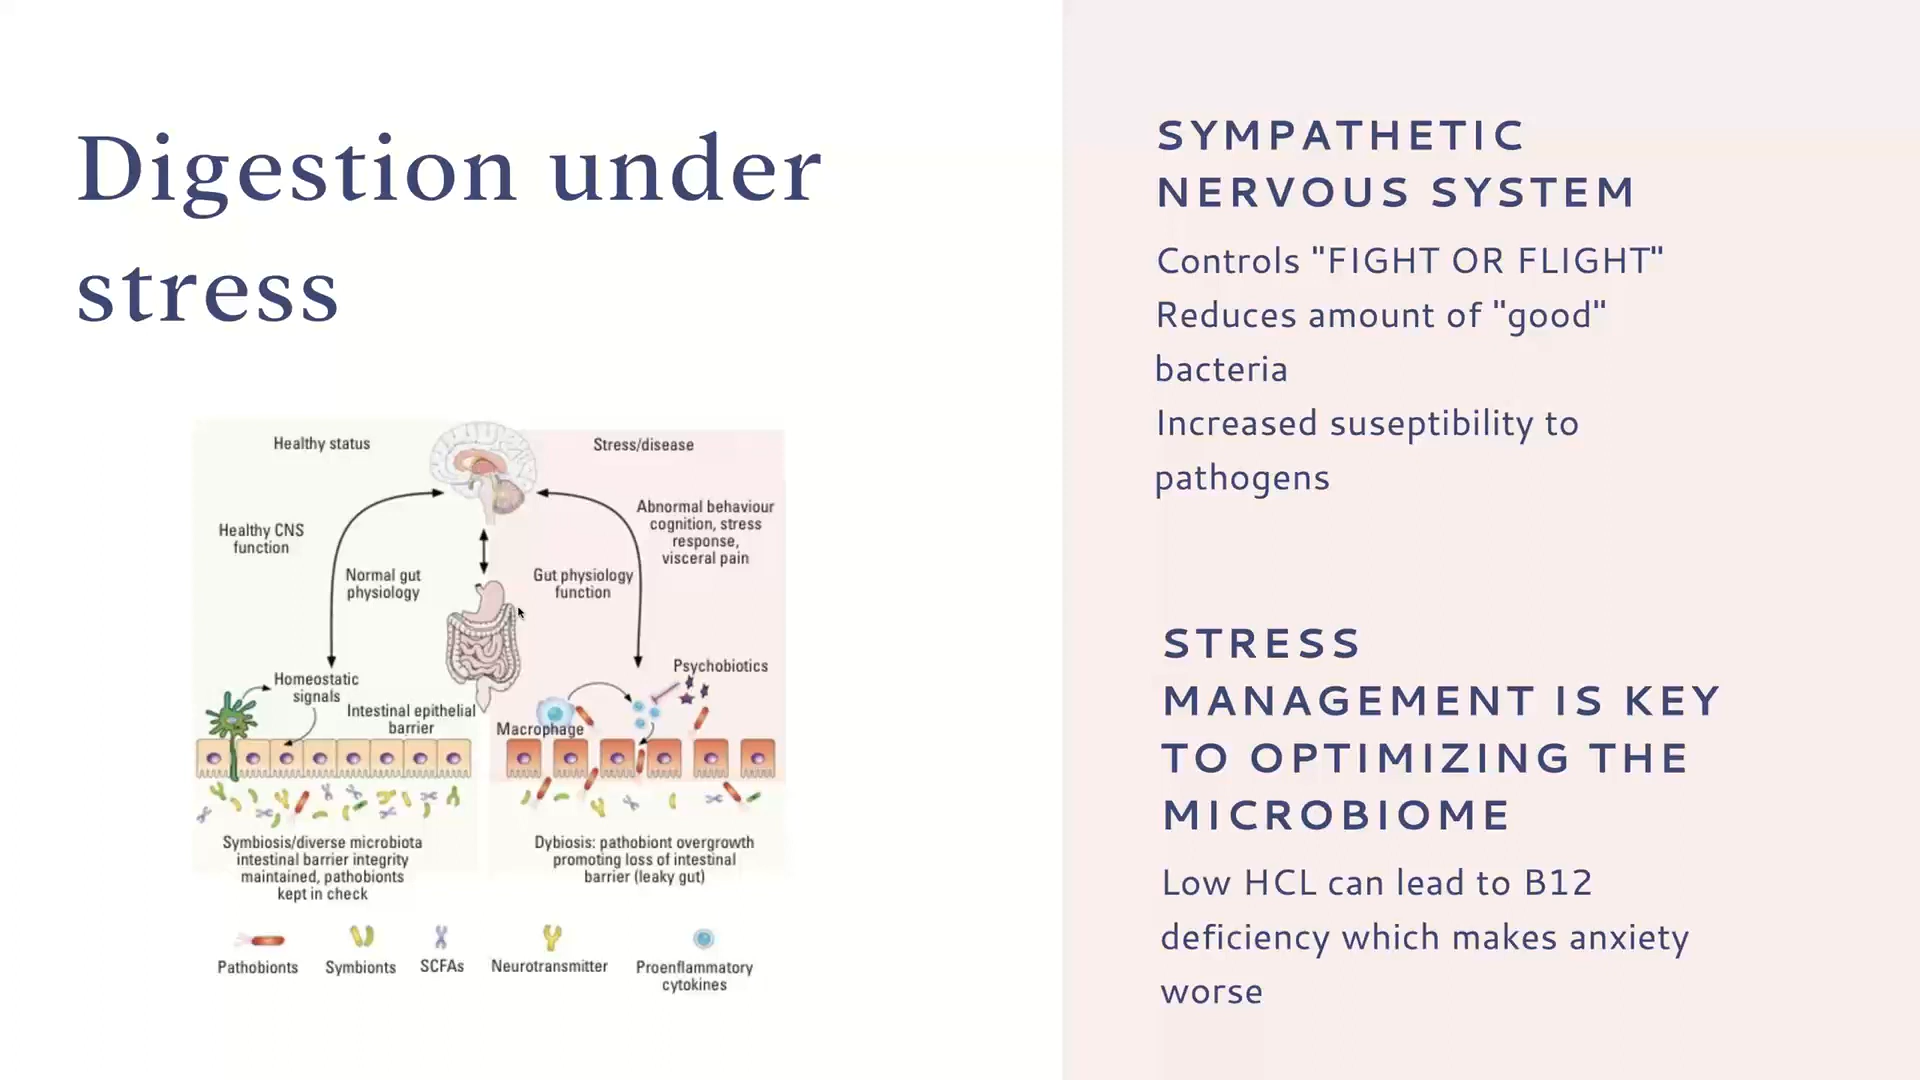 Digestion under
stress
Healthy status
Stress/disease
Healthy CNS
function
Normal gut
physiology
Gut physiology
function
Abnormal behaviour
cognition, stress
response,
visceral pain
Homeostatic
signals
Intestinal epithelial
barrier
Psychobiotics
Macrophage
Symbiosis/diverse microbiota
intestinal barrier integrity
maintained, pathobionts
kept in check
Dybiosis: pathobiont overgrowth
promoting loss of intestinal
barrier (leaky gut)
Pathobionts
Symbionts
SCFAs
Neurotransmitter
Proenflammatory
cytokines
SYMPATHETIC
NERVOUS SYSTEM
Controls "FIGHT OR FLIGHT"
Reduces amount of "good"
bacteria
Increased suseptibility to
pathogens
STRESS
MANAGEMENT IS KEY
TO OPTIMIZING THE
MICROBIOME
Low HCL can lead to B12
deficiency which makes anxiety
worse